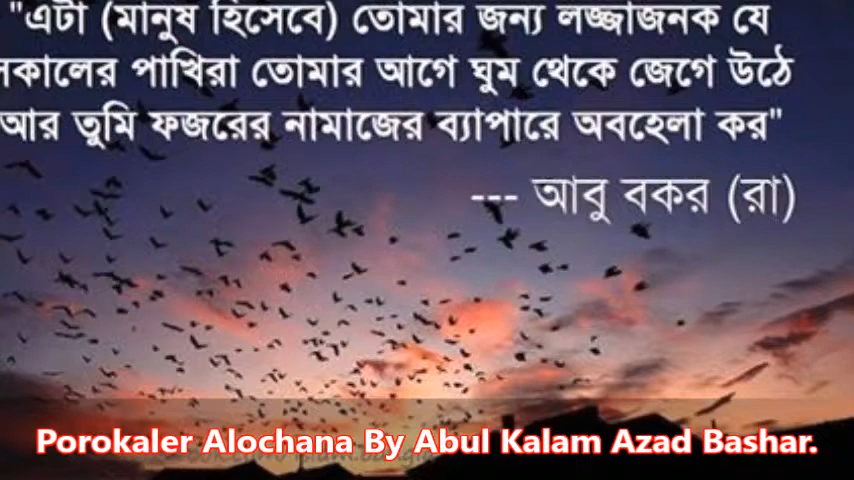 "এটা (মানুষ হিসেবে) তোমার জন্য লজ্জাজনক যে
সকালের পাখিরা তোমার আগে ঘুম থেকে জেগে উঠে
আর তুমি ফজরের নামাজের ব্যাপারে অবহেলা কর"
--- আবু বকর (রা)
Porokaler Alochana By Abul Kalam Azad Bashar.